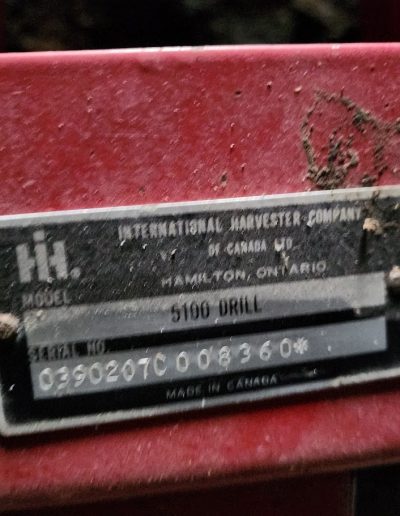 INTERNATIONAL HARVESTER COMPANY
OF CANADA LTD
HAMILTON, ONTARIO
IH.
MODEL
5100 DRILL
SERIAL NO.
0390207C008360*
MADE IN CANADA